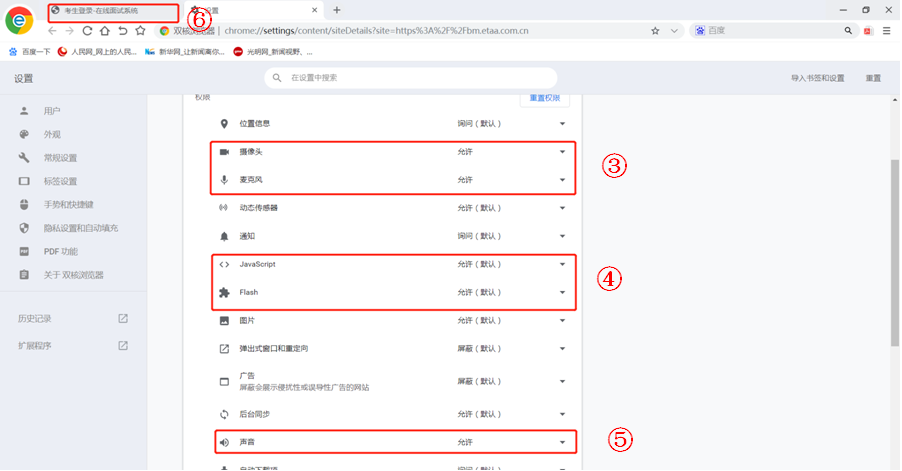 考生登录-在线面试系统
⑥
设置
双核浏览器 | chrome://settings/content/siteDetails?site=https%3A%2F%2Fbm.etaa.com.cn
百度
百度一下
人民网_网上的人民...
新华网_让新闻离你...
光明网_新闻视野、...
设置
在设置中搜索
导入书签和设置
重置
用户
外观
常规设置
标签设置
手势和快捷键
隐私设置和自动填充
PDF 功能
关于 双核浏览器
历史记录
扩展程序
权限
重置权限
位置信息
询问（默认）
摄像头
允许
③
麦克风
允许
动态传感器
允许（默认）
通知
询问（默认）
JavaScript
允许（默认）
④
Flash
允许（默认）
图片
允许（默认）
弹出式窗口和重定向
屏蔽（默认）
广告
屏蔽会展示侵扰性或误导性广告的网站
屏蔽（默认）
后台同步
允许（默认）
声音
允许
⑤
自动下载项
询问（默认）